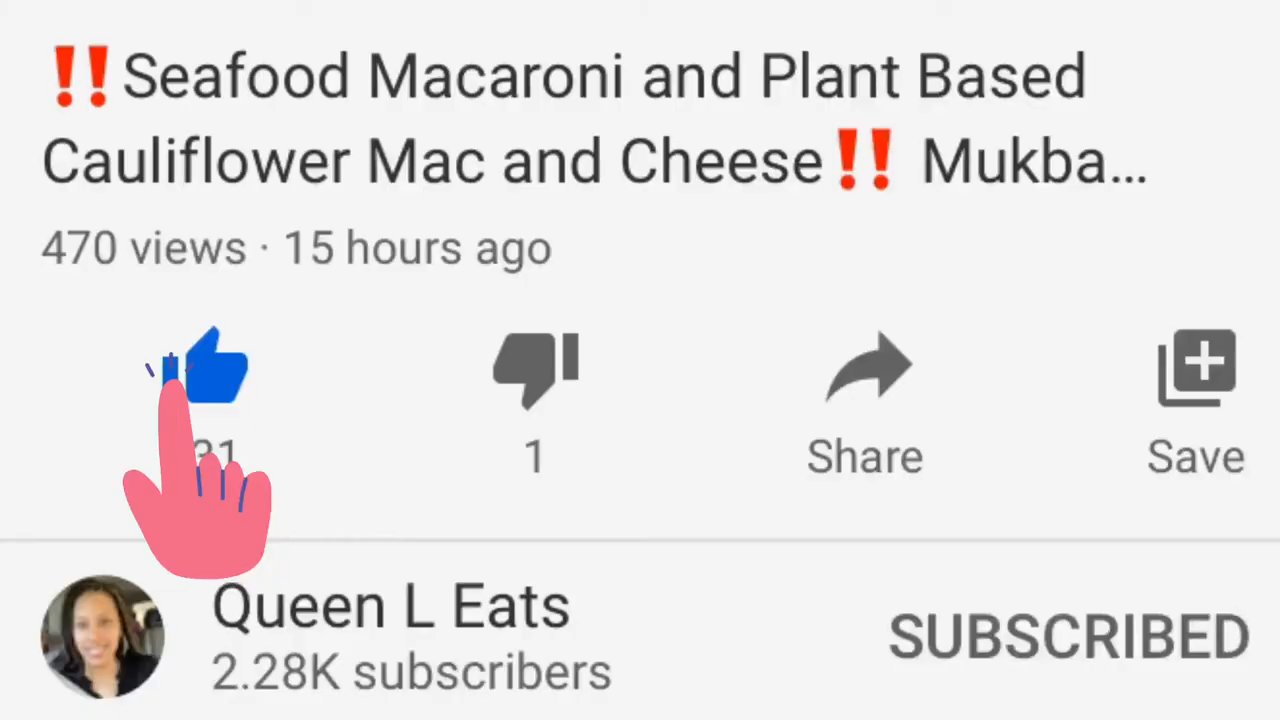 ‼️Seafood Macaroni and Plant Based
Cauliflower Mac and Cheese‼️ Mukba...
470 views · 15 hours ago
1
Share
Save
Queen L Eats
2.28K subscribers
SUBSCRIBED